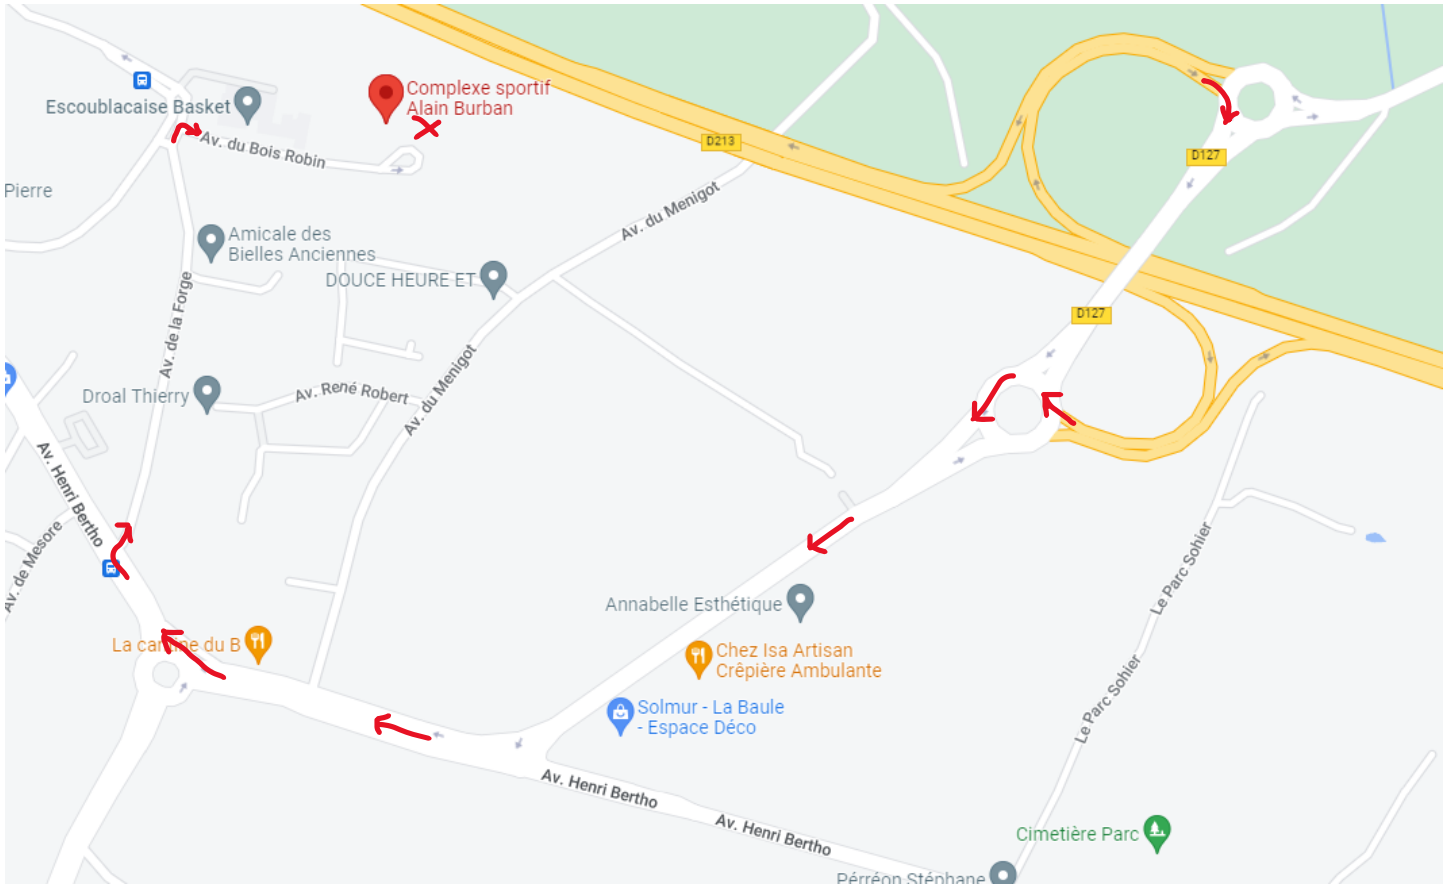 Complexe sportif
Alain Burban
Escoublacaise Basket
Av. du Bois Robin
D213
D127
Pierre
Av. du Menigot
Amicale des
Bielles Anciennes
DOUCE HEURE ET
D127
Av. de la Forge
Av. René Robert
Droal Thierry
Av. du Menigot
Av. Henri Bertho
Av. de Mesore
Le Parc Sohier
Annabelle Esthétique
La cantine du B
Chez Isa Artisan
Crêpière Ambulante
Solmur - La Baule
- Espace Déco
Le Parc Sohier
Av. Henri Bertho
Av. Henri Bertho
Cimetière Parc
Pérréon Stéphane